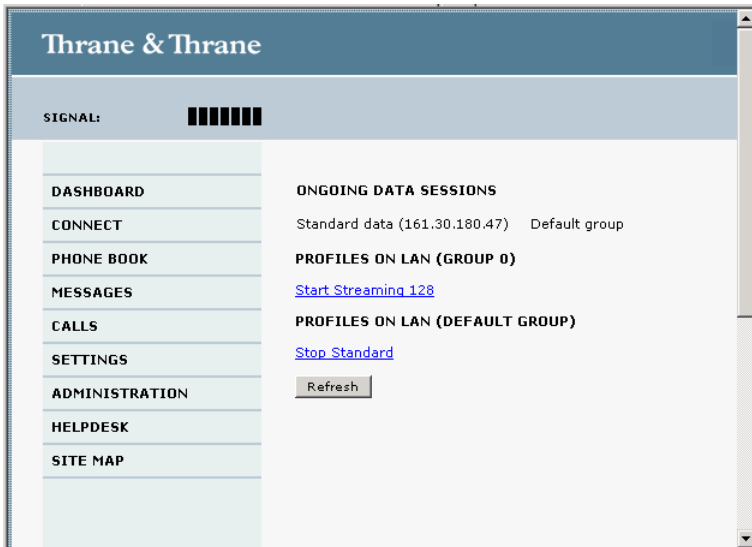 Thrane & Thrane
SIGNAL:
DASHBOARD
CONNECT
PHONE BOOK
MESSAGES
CALLS
SETTINGS
ADMINISTRATION
HELPDESK
SITE MAP
ONGOING DATA SESSIONS
Standard data (161.30.180.47) Default group
PROFILES ON LAN (GROUP 0)
Start Streaming 128
PROFILES ON LAN (DEFAULT GROUP)
Stop Standard
Refresh